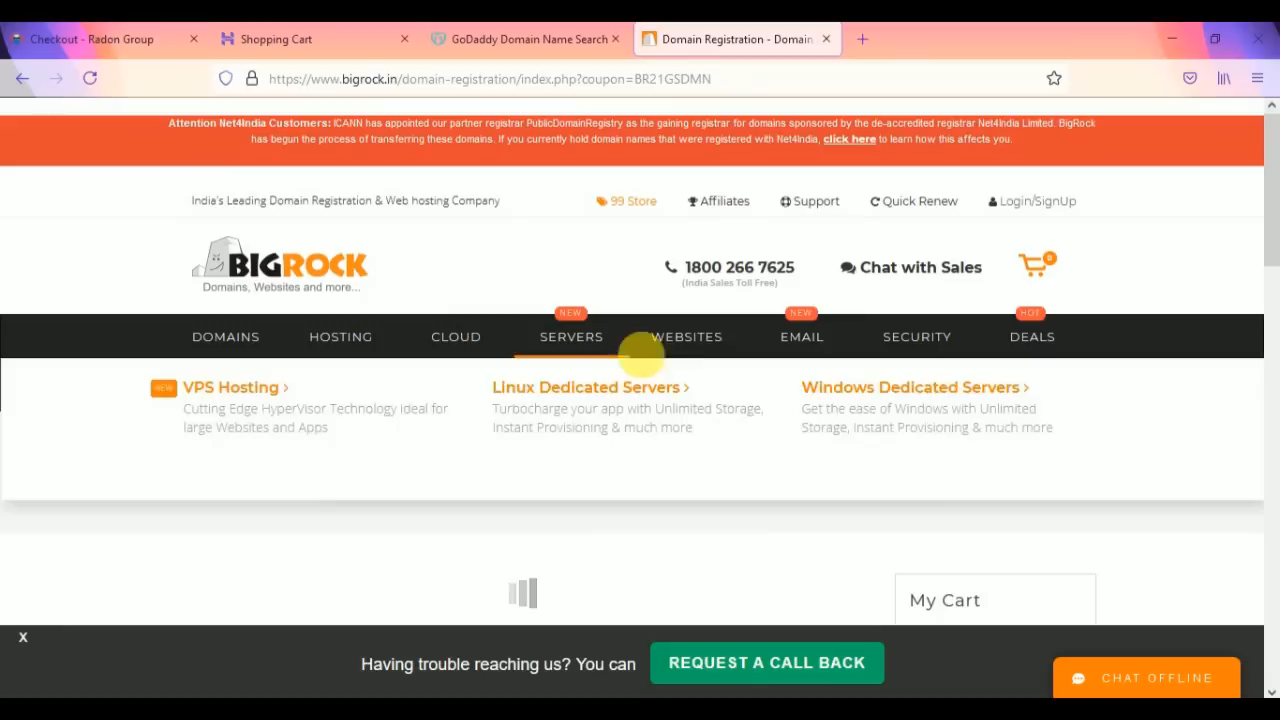 Checkout - Radon Group
Shopping Cart
GoDaddy Domain Name Search
Domain Registration - Domain
https://www.bigrock.in/domain-registration/index.php?coupon=BR21GSDMN
Attention Net4India Customers: ICANN has appointed our partner registrar PublicDomainRegistry as the gaining registrar for domains sponsored by the de-accredited registrar Net4India Limited. BigRock
has begun the process of transferring these domains. If you currently hold domain names that were registered with Net4India, click here to learn how this affects you.
India's Leading Domain Registration & Web hosting Company
99 Store
Affiliates
Support
Quick Renew
Login/SignUp
BIGROCK
Domains, Websites and more...
1800 266 7625
(India Sales Toll Free)
Chat with Sales
0
NEW
NEW
HOT
DOMAINS
HOSTING
CLOUD
SERVERS
WEBSITES
EMAIL
SECURITY
DEALS
NEW
VPS Hosting >
Cutting Edge HyperVisor Technology ideal for
large Websites and Apps
Linux Dedicated Servers >
Turbocharge your app with Unlimited Storage,
Instant Provisioning & much more
Windows Dedicated Servers >
Get the ease of Windows with Unlimited
Storage, Instant Provisioning & much more
My Cart
X
Having trouble reaching us? You can
REQUEST A CALL BACK
CHAT OFFLINE